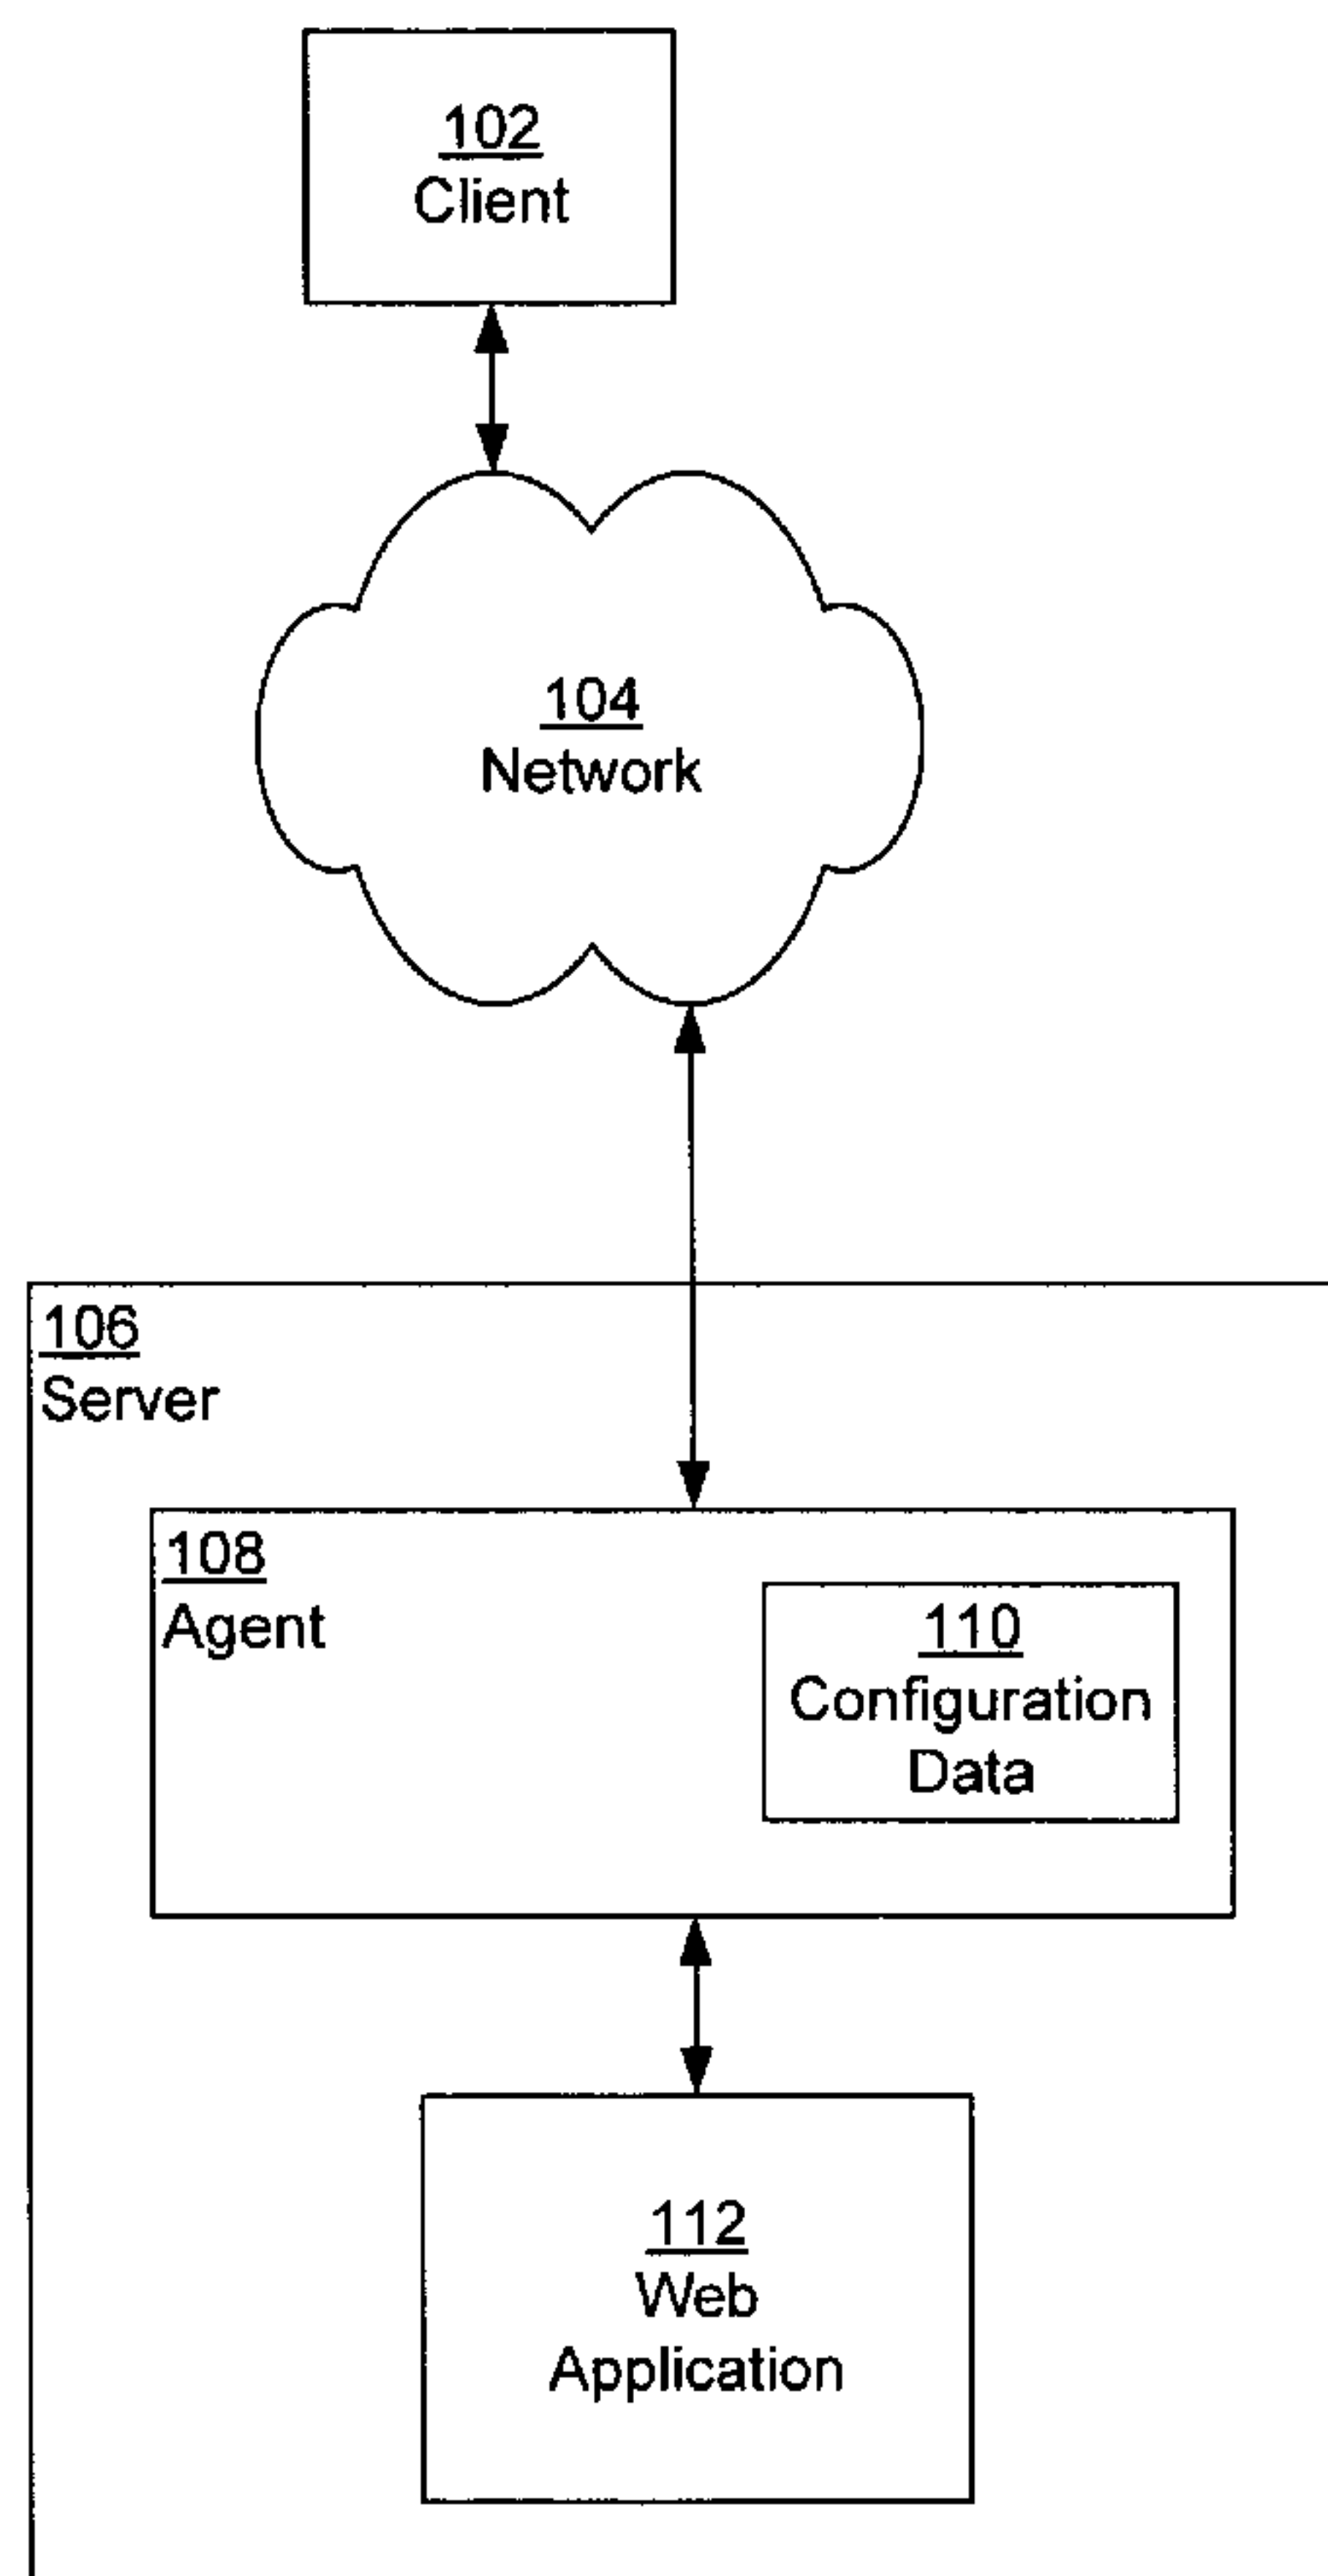 102
Client
104
Network
106
Server
108
Agent
110
Configuration
Data
112
Web
Application